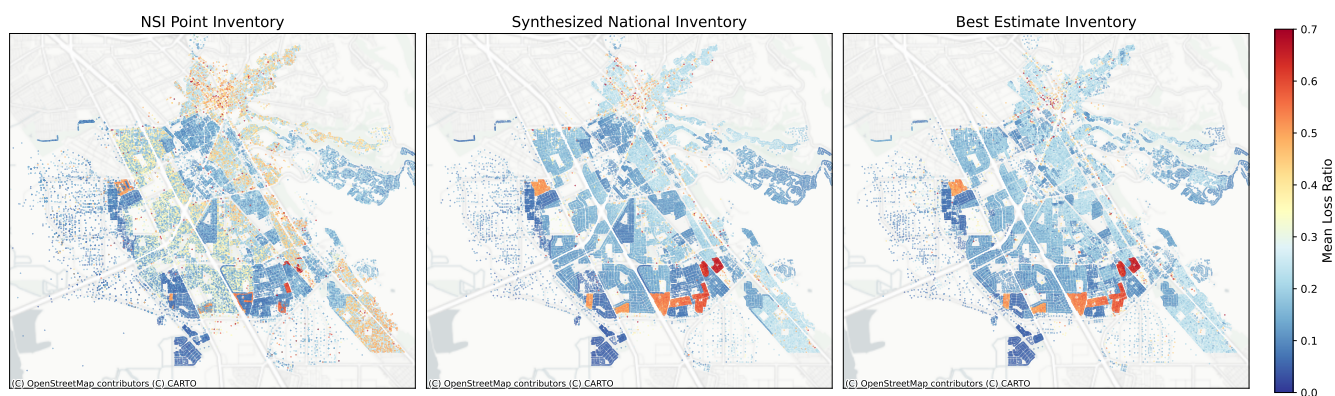 NSI Point Inventory
Synthesized National Inventory
Best Estimate Inventory
(C) OpenStreetMap contributors (C) CARTO
(C) OpenStreetMap contributors (C) CARTO
(C) OpenStreetMap contributors (C) CARTO
0.7
0.6
0.5
0.4
0.3
0.2
0.1
0.0
Mean Loss Ratio